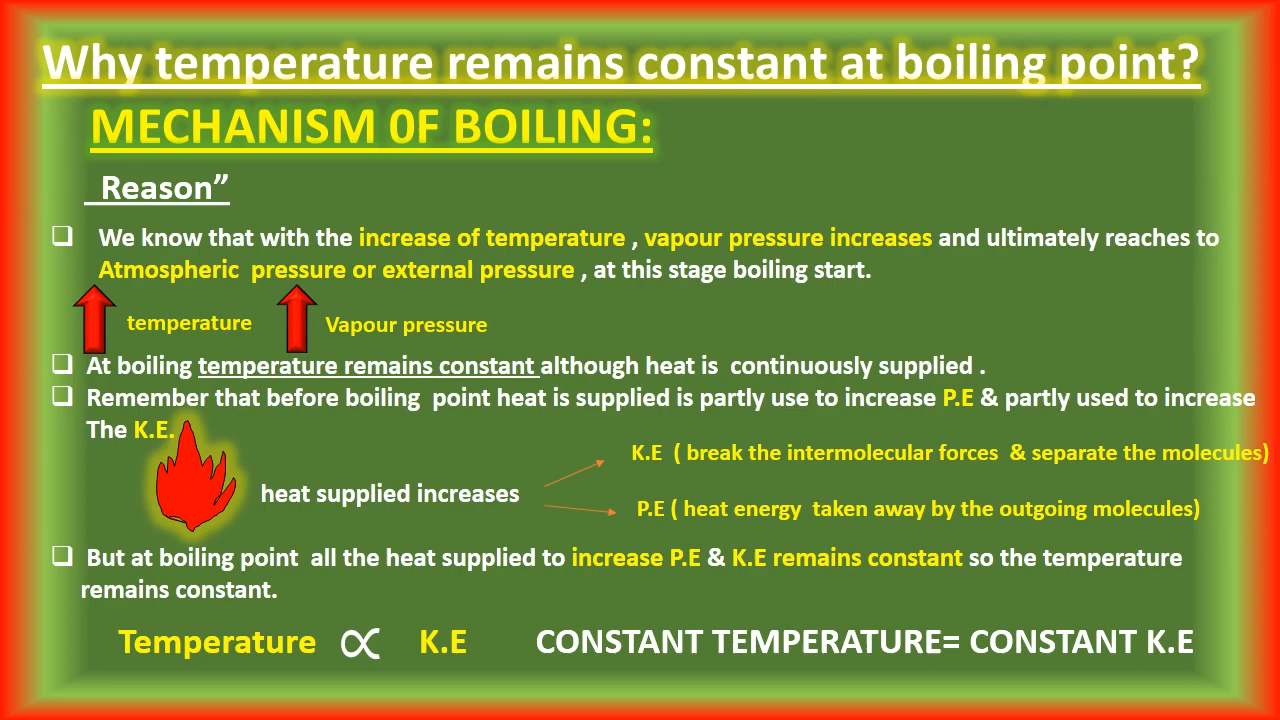 Why temperature remains constant at boiling point?
MECHANISM 0F BOILING:
Reason”
❑ We know that with the increase of temperature , vapour pressure increases and ultimately reaches to
Atmospheric pressure or external pressure , at this stage boiling start.
temperature
Vapour pressure
❑ At boiling temperature remains constant although heat is continuously supplied .
❑ Remember that before boiling point heat is supplied is partly use to increase P.E & partly used to increase
The K.E.
K.E ( break the intermolecular forces & separate the molecules)
heat supplied increases
P.E ( heat energy taken away by the outgoing molecules)
❑ But at boiling point all the heat supplied to increase P.E & K.E remains constant so the temperature
remains constant.
Temperature ∝ K.E CONSTANT TEMPERATURE= CONSTANT K.E